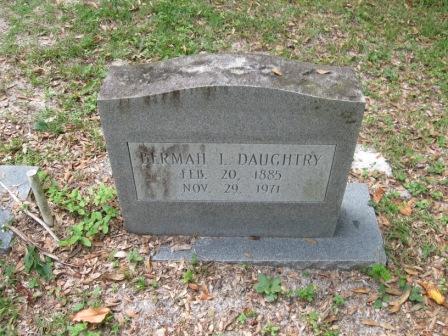 BERMAH I. DAUGHTRY
FEB. 20, 1885
NOV. 29, 1971